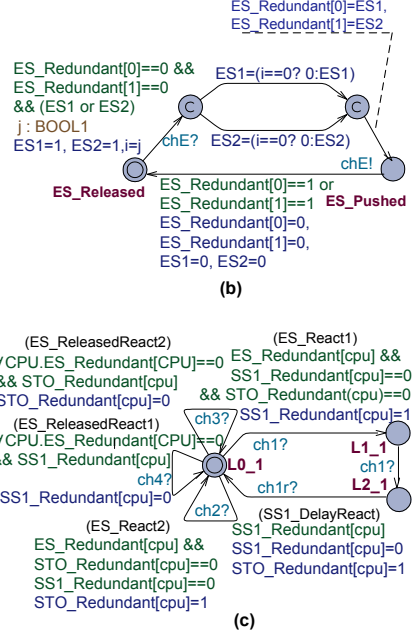 ES_Redundant[0]=ES1,
ES_Redundant[1]=ES2
ES_Redundant[0]==0 &&
ES_Redundant[1]==0
&& (ES1 or ES2)
j : BOOL1
ES1=1, ES2=1,i=j
ES1=(i==0? 0:ES1)
C
C
ES2=(i==0? 0:ES2)
chE?
chE!
ES_Released
ES_Pushed
ES_Redundant[0]==1 or
ES_Redundant[1]==1
ES_Redundant[0]=0,
ES_Redundant[1]=0,
ES1=0, ES2=0
(b)
(ES_ReleasedReact2)
VCPU.ES_Redundant[CPU]==0
&& STO_Redundant[cpu]
STO_Redundant[cpu]=0
(ES_React1)
ES_Redundant[cpu] &&
SS1_Redundant[cpu]==0
&& STO_Redundant(cpu)==0
SS1_Redundant[cpu]=1
(ES_ReleasedReact1)
VCPU.ES_Redundant[CPU]==0
&& SS1_Redundant[cpu]
SS1_Redundant[cpu]=0
ch3?
ch4?
ch2?
L0_1
ch1?
L1_1
ch1?
L2_1
ch1r?
(ES_React2)
ES_Redundant[cpu] &&
STO_Redundant[cpu]==0
SS1_Redundant[cpu]==0
STO_Redundant[cpu]=1
(SS1_DelayReact)
SS1_Redundant[cpu]
SS1_Redundant[cpu]=0
STO_Redundant[cpu]=1
(c)